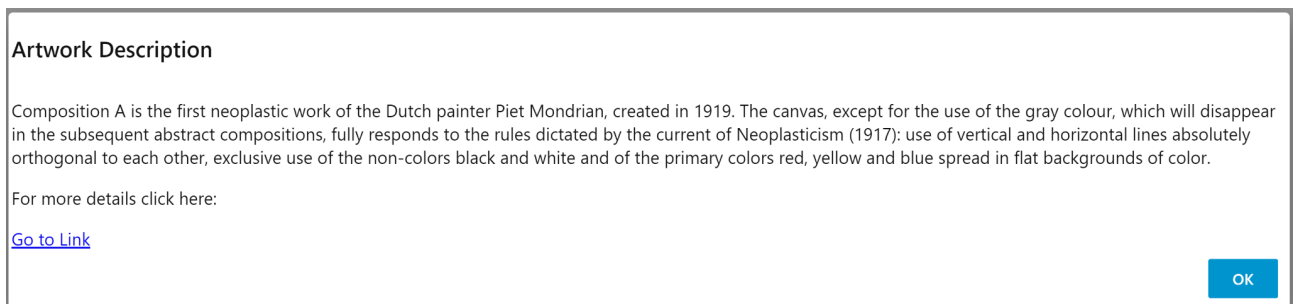 Artwork Description
Composition A is the first neoplastic work of the Dutch painter Piet Mondrian, created in 1919. The canvas, except for the use of the gray colour, which will disappear
in the subsequent abstract compositions, fully responds to the rules dictated by the current of Neoplasticism (1917): use of vertical and horizontal lines absolutely
orthogonal to each other, exclusive use of the non-colors black and white and of the primary colors red, yellow and blue spread in flat backgrounds of color.
For more details click here:
Go to Link
OK